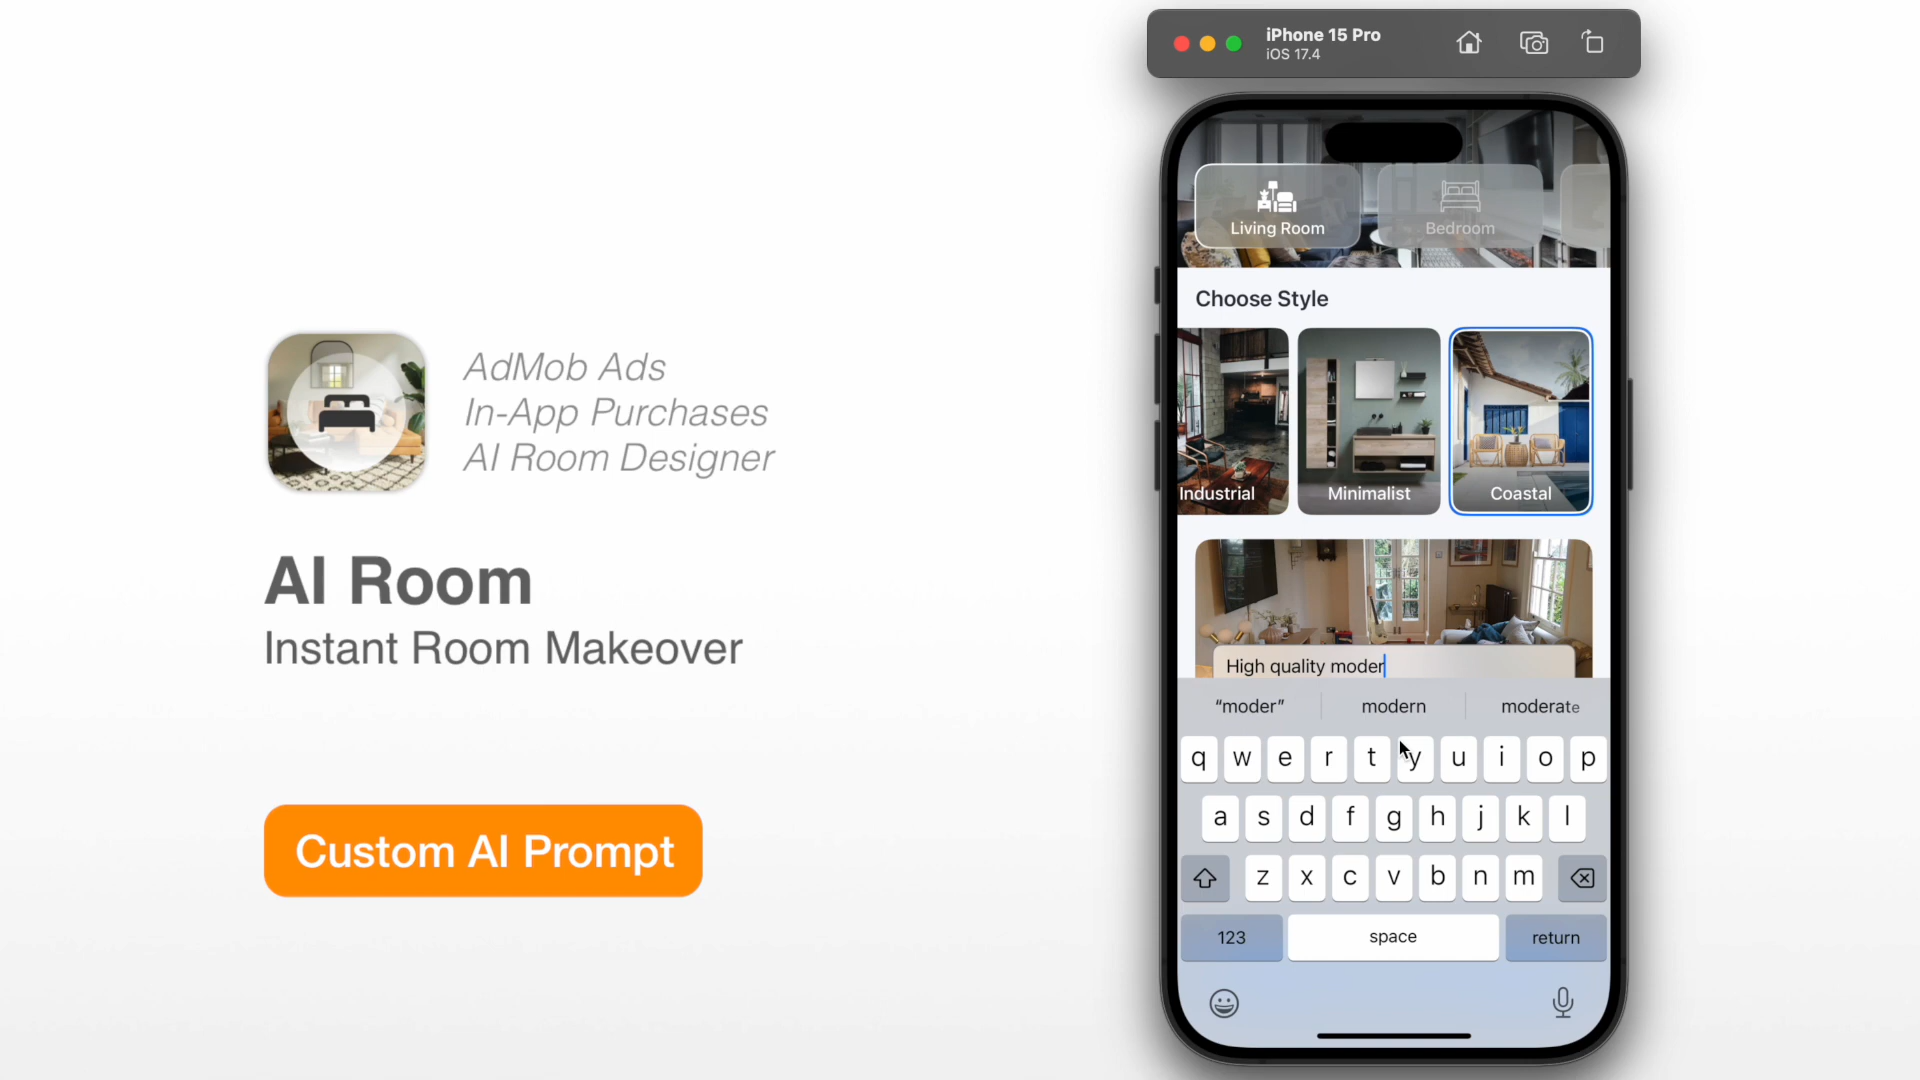 AdMob Ads
In-App Purchases
AI Room Designer
AI Room
Instant Room Makeover
Custom AI Prompt
iPhone 15 Pro
iOS 17.4
Living Room
Bedroom
Choose Style
Industrial
Minimalist
Coastal
High quality moder
“moder”
modern
moderate
q w e r t y u i o p
a s d f g h j k l
z x c v b n m
123
space
return